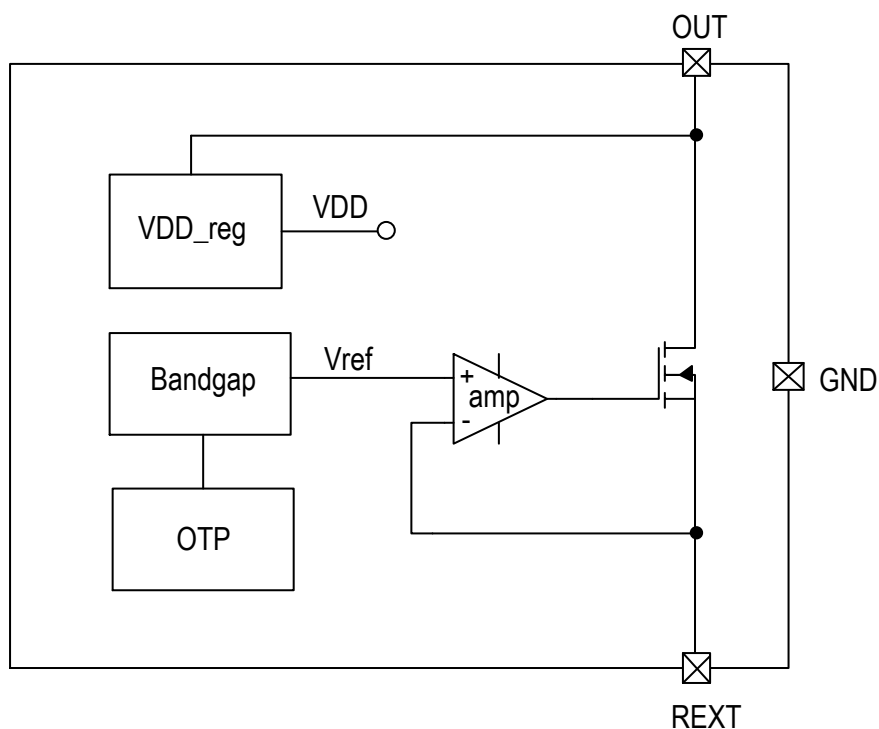 OUT
VDD_reg
VDD
Bandgap
Vref
+
amp
-
GND
OTP
REXT